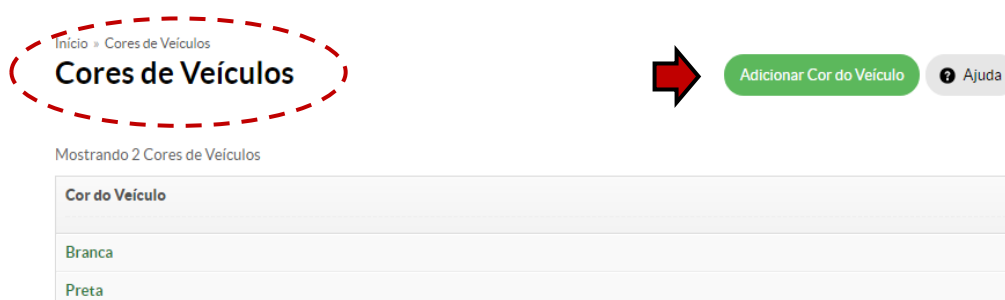 Início » Cores de Veículos
Cores de Veículos
Adicionar Cor do Veículo
Ajuda
Mostrando 2 Cores de Veículos
Cor do Veículo
Branca
Preta